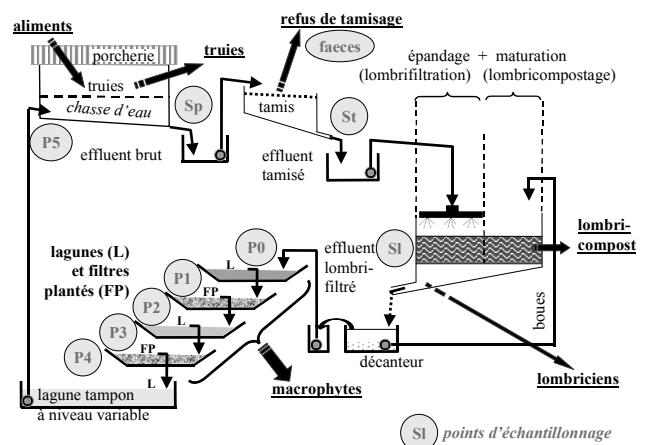 aliments
porcherie
truies
truies
chasse d'eau
P5
effluent brut
Sp
refus de tamisage
faeces
tamis
St
effluent
tamisé
épandage + maturation
(lombrifiltration) (lombricompostage)
Sl
lombri-
compost
effluent
lombri-
filtré
boues
décanteur
lombriciens
lagunes (L)
et filtres
plantés (FP)
P0
L
P1
FP
P2
L
P3
FP
P4
L
macrophytes
lagune tampon
à niveau variable
Sl points d'échantillonnage